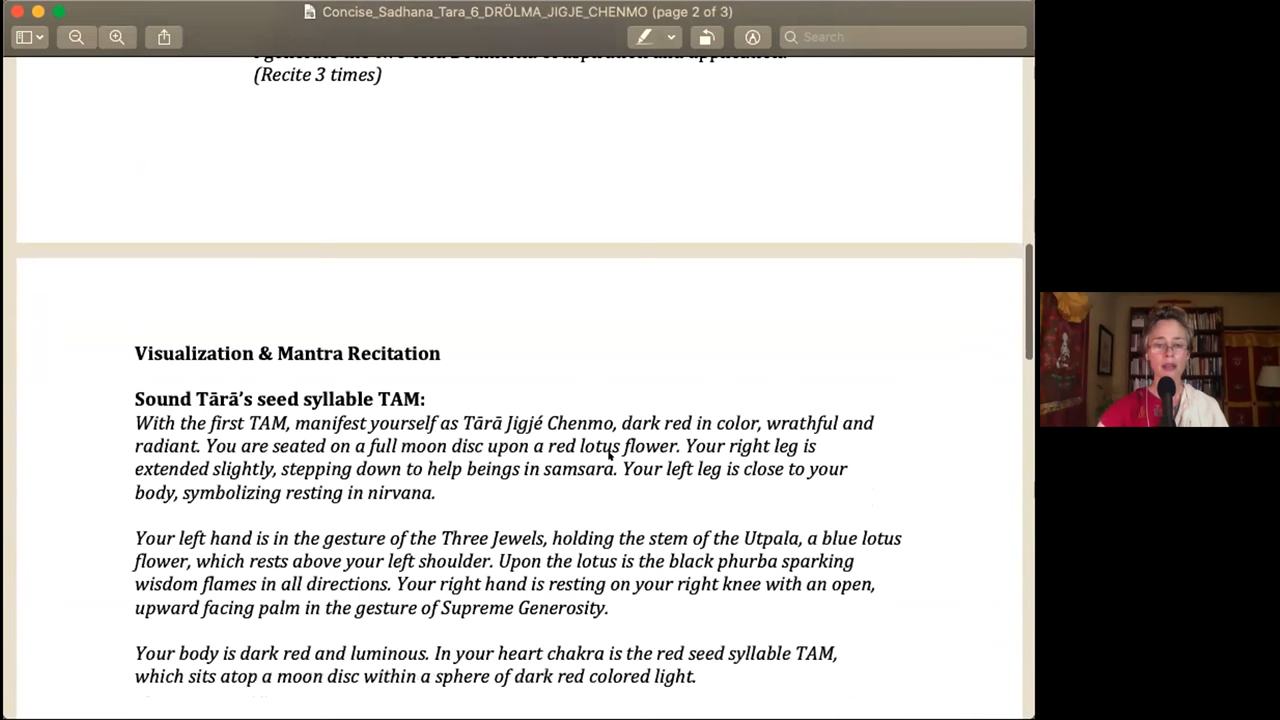 Concise_Sadhana_Tara_6_DRÖLMA_JIGJE_CHENMO (page 2 of 3)
Search
(Recite 3 times)
Visualization & Mantra Recitation
Sound Tārā's seed syllable TAM:
With the first TAM, manifest yourself as Tārā Jigjé Chenmo, dark red in color, wrathful and
radiant. You are seated on a full moon disc upon a red lotus flower. Your right leg is
extended slightly, stepping down to help beings in samsara. Your left leg is close to your
body, symbolizing resting in nirvana.
Your left hand is in the gesture of the Three Jewels, holding the stem of the Utpala, a blue lotus
flower, which rests above your left shoulder. Upon the lotus is the black phurba sparking
wisdom flames in all directions. Your right hand is resting on your right knee with an open,
upward facing palm in the gesture of Supreme Generosity.
Your body is dark red and luminous. In your heart chakra is the red seed syllable TAM,
which sits atop a moon disc within a sphere of dark red colored light.